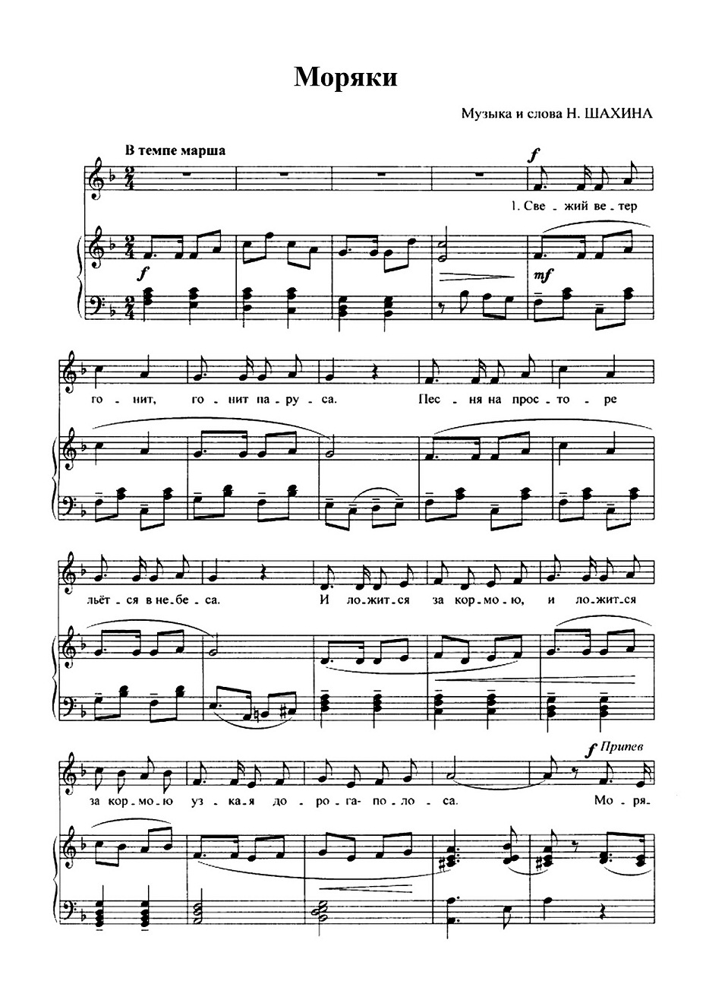 Моряки
Музыка и слова Н. ШАХИНА
В темпе марша
f
1. Све - жий ве - тер
f
mf
го - нит, го - нит па - ру - са. Пес - ня на прос - то - ре
льёт - ся в не - бе - са. И ло - жит - ся за кор - мо - ю, и ло - жит - ся
f Припев
за кор - мо - ю уз - ка - я до - ро - га- по - ло - са. Мо - ря -